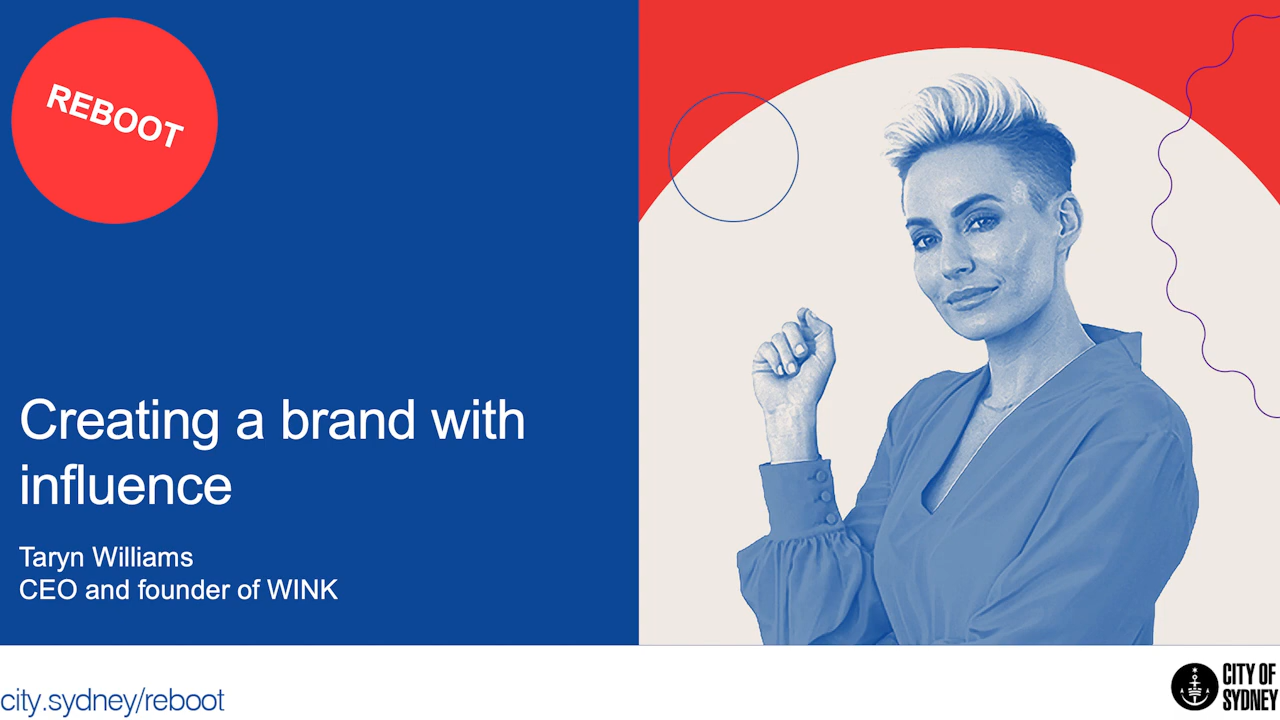 REBOOT
Creating a brand with
influence
Taryn Williams
CEO and founder of WINK
city.sydney/reboot
CITY OF
SYDNEY